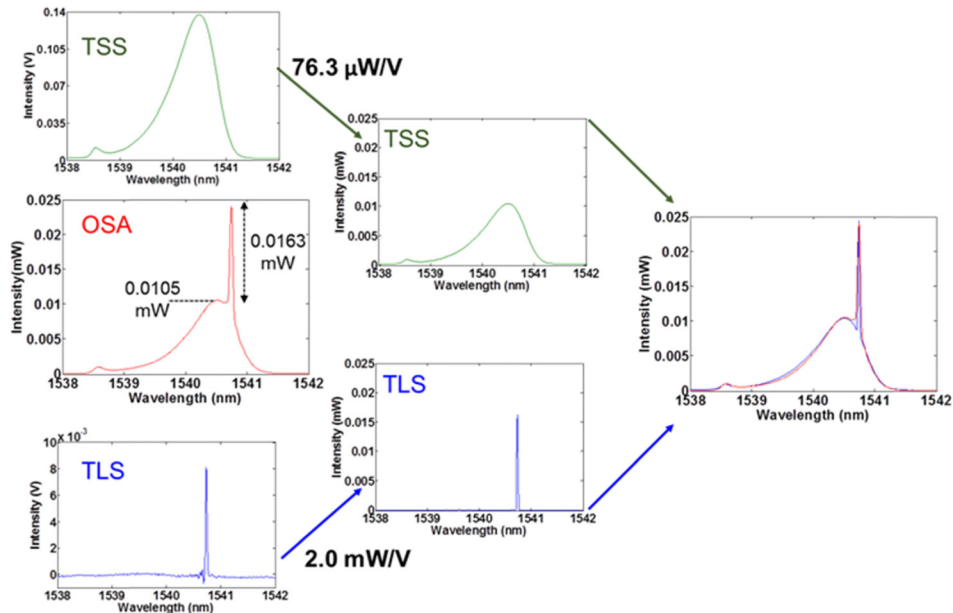 0.14
0.105
0.07
0.035
0
Intensity (V)
TSS
1538 1539 1540 1541 1542
Wavelength (nm)
76.3 µW/V
0.025
0.02
0.015
0.01
0.005
0
Intensity(mW)
OSA
0.0105
mW
0.0163
mW
1538 1539 1540 1541 1542
Wavelength (nm)
x 10-3
10
8
6
4
2
0
Intensity (V)
TLS
1538 1539 1540 1541 1542
Wavelength (nm)
2.0 mW/V
0.025
0.02
0.015
0.01
0.005
0
Intensity (mW)
TSS
1538 1539 1540 1541 1542
Wavelength (nm)
0.025
0.02
0.015
0.01
0.005
0
Intensity (mW)
TLS
1538 1539 1540 1541 1542
Wavelength (nm)
0.025
0.02
0.015
0.01
0.005
0
Intensity (mW)
1538 1539 1540 1541 1542
Wavelength (nm)